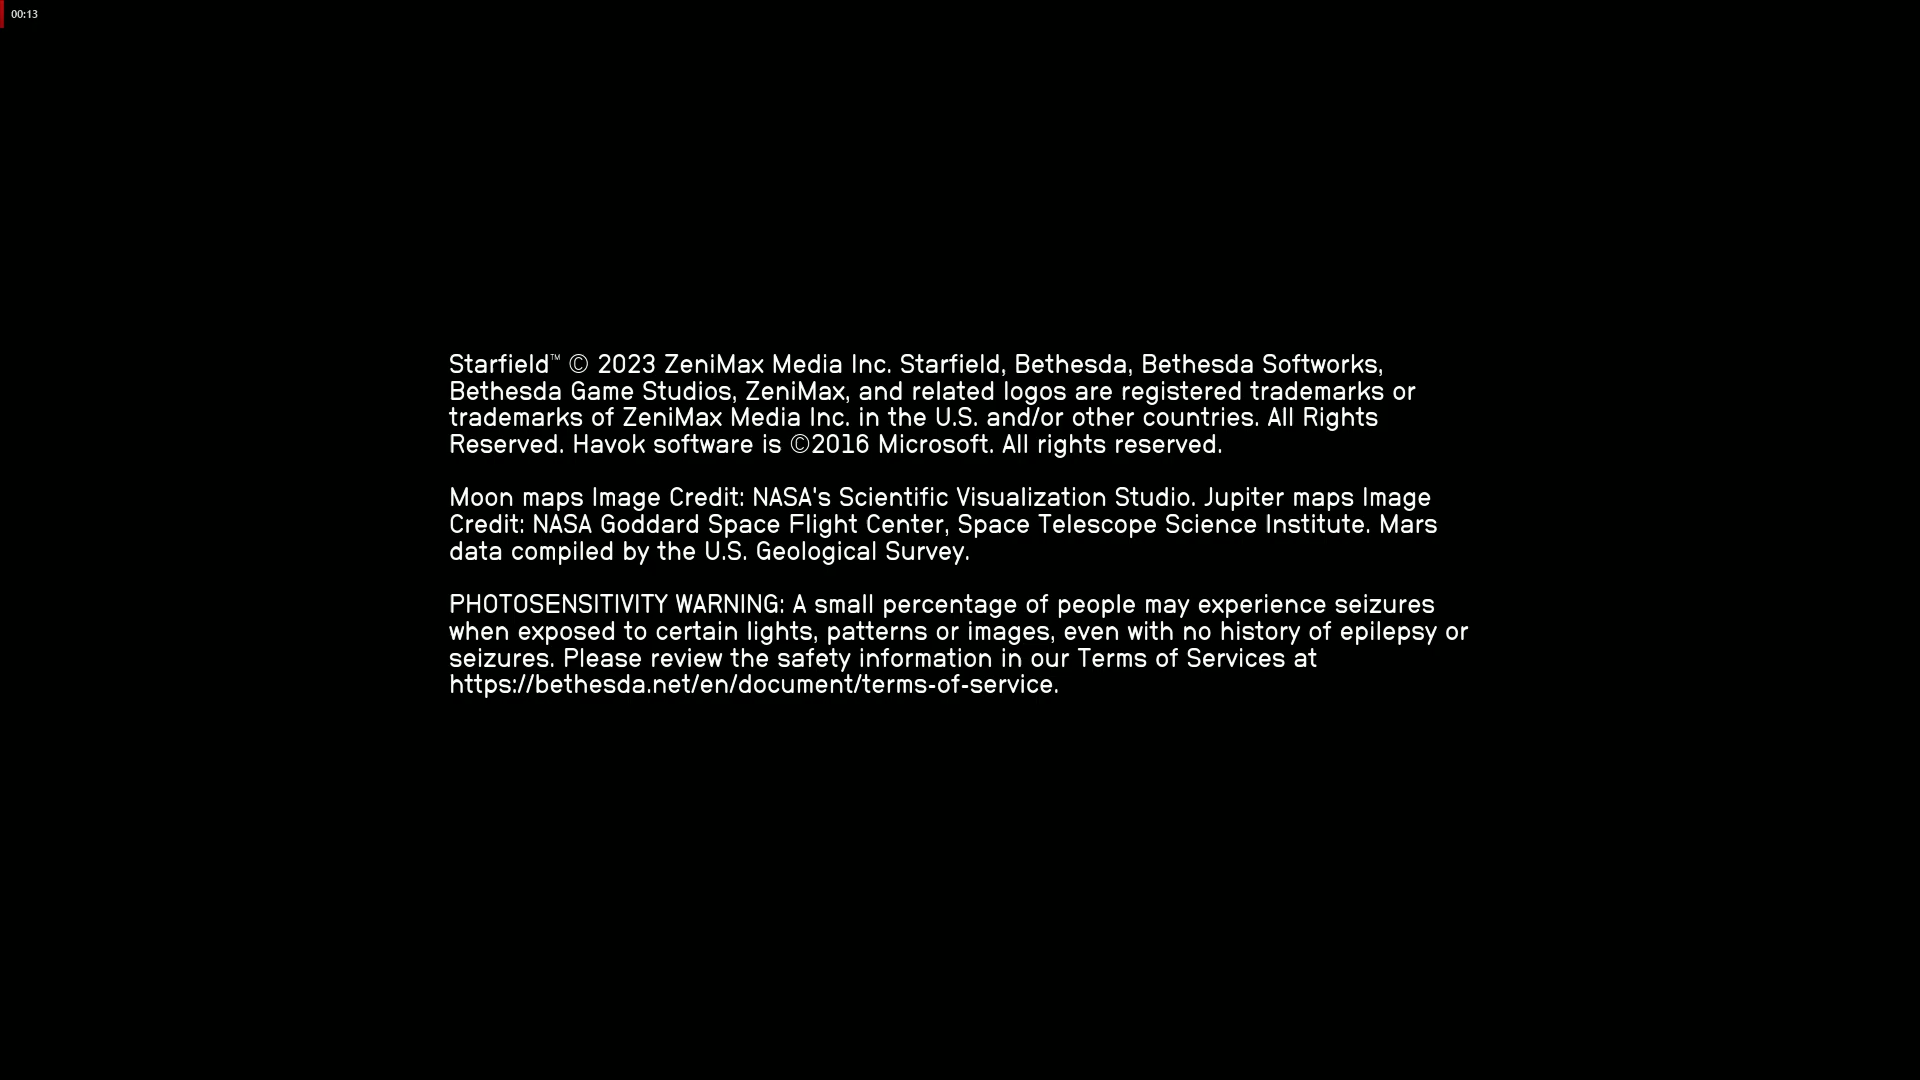 00:13
Starfield™ © 2023 ZeniMax Media Inc. Starfield, Bethesda, Bethesda Softworks,
Bethesda Game Studios, ZeniMax, and related logos are registered trademarks or
trademarks of ZeniMax Media Inc. in the U.S. and/or other countries. All Rights
Reserved. Havok software is ©2016 Microsoft. All rights reserved.
Moon maps Image Credit: NASA's Scientific Visualization Studio. Jupiter maps Image
Credit: NASA Goddard Space Flight Center, Space Telescope Science Institute. Mars
data compiled by the U.S. Geological Survey.
PHOTOSENSITIVITY WARNING: A small percentage of people may experience seizures
when exposed to certain lights, patterns or images, even with no history of epilepsy or
seizures. Please review the safety information in our Terms of Services at
https://bethesda.net/en/document/terms-of-service.